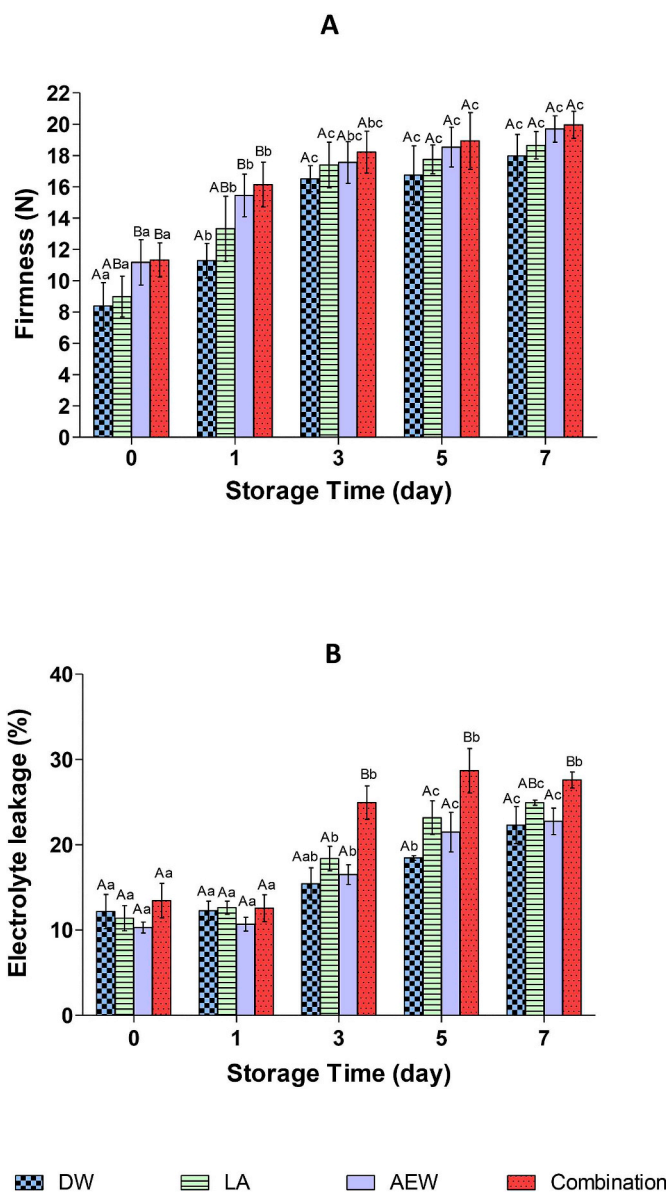 A
22
20
18
16
14
12
10
8
6
4
2
0
Firmness (N)
Aa ABa Ba Ba
Ab ABb Bb Bb
Ac Ac Abc Abc
Ac Ac Ac Ac
Ac Ac Ac Ac
0 1 3 5 7
Storage Time (day)
B
40
30
20
10
0
Electrolyte leakage (%)
Aa Aa Aa Aa
Aa Aa Aa Aa
Aab Ab Ab Bb
Ab Ac Ac Bb
Ac ABc Ac Bb
0 1 3 5 7
Storage Time (day)
DW LA AEW Combination